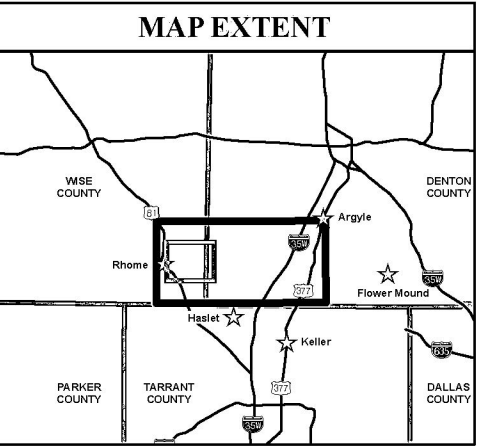 MAP EXTENT
WISE
COUNTY
DENTON
COUNTY
81
Argyle
35W
Rhome
Flower Mound
35W
377
Haslet
Keller
635
PARKER
COUNTY
TARRANT
COUNTY
377
DALLAS
COUNTY
35W